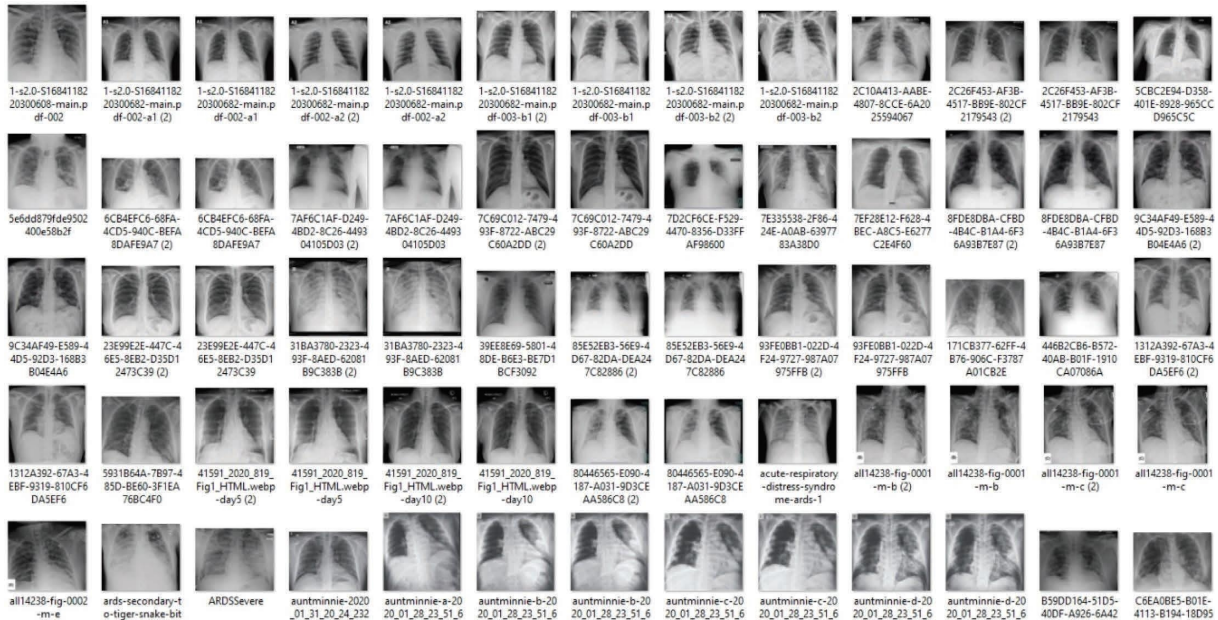 1-s2.0-S16841182 1-s2.0-S16841182 1-s2.0-S16841182 1-s2.0-S16841182 1-s2.0-S16841182 1-s2.0-S16841182 1-s2.0-S16841182 1-s2.0-S16841182 1-s2.0-S16841182 2C10A413-AABE- 2C26F453-AF3B- 2C26F453-AF3B- 5CBC2E94-D358-
20300608-main.p 20300682-main.p 20300682-main.p 20300682-main.p 20300682-main.p 20300682-main.p 20300682-main.p 20300682-main.p 20300682-main.p 4807-8CCE-6A20 4517-BB9E-802CF 4517-BB9E-802CF 401E-8928-965CC
df-002 df-002-a1 (2) df-002-a1 df-002-a2 (2) df-002-a2 df-003-b1 (2) df-003-b1 df-003-b2 (2) df-003-b2 25594067 2179543 (2) 2179543 D965C5C
5e6dd879fde9502 6CB4EFC6-68FA- 6CB4EFC6-68FA- 7AF6C1AF-D249- 7AF6C1AF-D249- 7C69C012-7479-4 7C69C012-7479-4 7D2CF6CE-F529- 7E335538-2F86-4 7EF28E12-F628-4 8FDE8DBA-CFBD 8FDE8DBA-CFBD 9C34AF49-E589-4
400e58b2f 4CD5-940C-BEFA 4CD5-940C-BEFA 4BD2-8C26-4493 4BD2-8C26-4493 93F-8722-ABC29 93F-8722-ABC29 4470-8356-D33FF 24E-A0AB-63977 BEC-A8C5-E6277 -4B4C-B1A4-6F3 -4B4C-B1A4-6F3 4D5-92D3-168B3
8DAFE9A7 (2) 8DAFE9A7 04105D03 (2) 04105D03 C60A2DD (2) C60A2DD AF98600 83A38D0 C2E4F60 6A93B7E87 (2) 6A93B7E87 B04E4A6 (2)
9C34AF49-E589-4 23E99E2E-447C-4 23E99E2E-447C-4 31BA3780-2323-4 31BA3780-2323-4 39EE8E69-5801-4 85E52EB3-56E9-4 85E52EB3-56E9-4 93FE0BB1-022D-4 93FE0BB1-022D-4 171CB377-62FF-4 446B2CB6-B572- 1312A392-67A3-4
4D5-92D3-168B3 6E5-8EB2-D35D1 6E5-8EB2-D35D1 93F-8AED-62081 93F-8AED-62081 8DE-B6E3-BE7D1 D67-82DA-DEA24 D67-82DA-DEA24 F24-9727-987A07 F24-9727-987A07 B76-906C-F3787 40AB-B01F-1910 EBF-9319-810CF6
B04E4A6 2473C39 (2) 2473C39 B9C383B (2) B9C383B BCF3092 7C82886 (2) 7C82886 975FFB (2) 975FFB A01CB2E CA07086A DA5EF6 (2)
1312A392-67A3-4 5931B64A-7B97-4 41591_2020_819_ 41591_2020_819_ 41591_2020_819_ 41591_2020_819_ 80446565-E090-4 80446565-E090-4 acute-respiratory all14238-fig-0001 all14238-fig-0001 all14238-fig-0001 all14238-fig-0001
EBF-9319-810CF6 85D-BE60-3F1EA Fig1_HTML.webp Fig1_HTML.webp Fig1_HTML.webp Fig1_HTML.webp 187-A031-9D3CE 187-A031-9D3CE -distress-syndro -m-b (2) -m-b -m-c (2) -m-c
DA5EF6 76BC4F0 -day5 (2) -day5 -day10 (2) -day10 AA586C8 (2) AA586C8 me-ards-1
all14238-fig-0002 ards-secondary-t ARDSSevere auntminnie-2020 auntminnie-a-20 auntminnie-b-20 auntminnie-b-20 auntminnie-c-20 auntminnie-c-20 auntminnie-d-20 auntminnie-d-20 B59DD164-51D5- C6EA0BE5-B01E-
-m-e o-tiger-snake-bit _01_31_20_24_232 20_01_28_23_51_6 20_01_28_23_51_6 20_01_28_23_51_6 20_01_28_23_51_6 20_01_28_23_51_6 20_01_28_23_51_6 20_01_28_23_51_6 40DF-A926-6A42 4113-B194-18D95